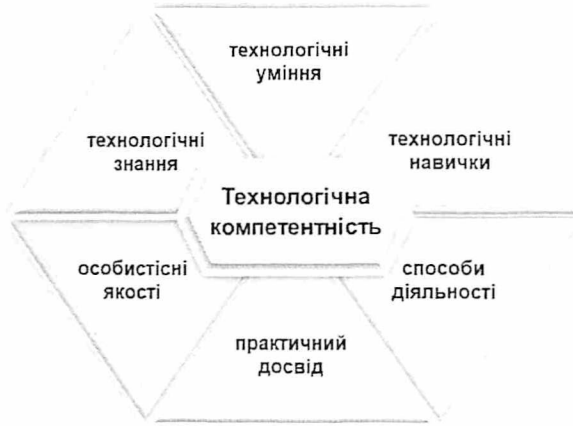 технологічні
уміння
технологічні
знання
технологічні
навички
Технологічна
компетентність
особистісні
якості
способи
діяльності
практичний
досвід